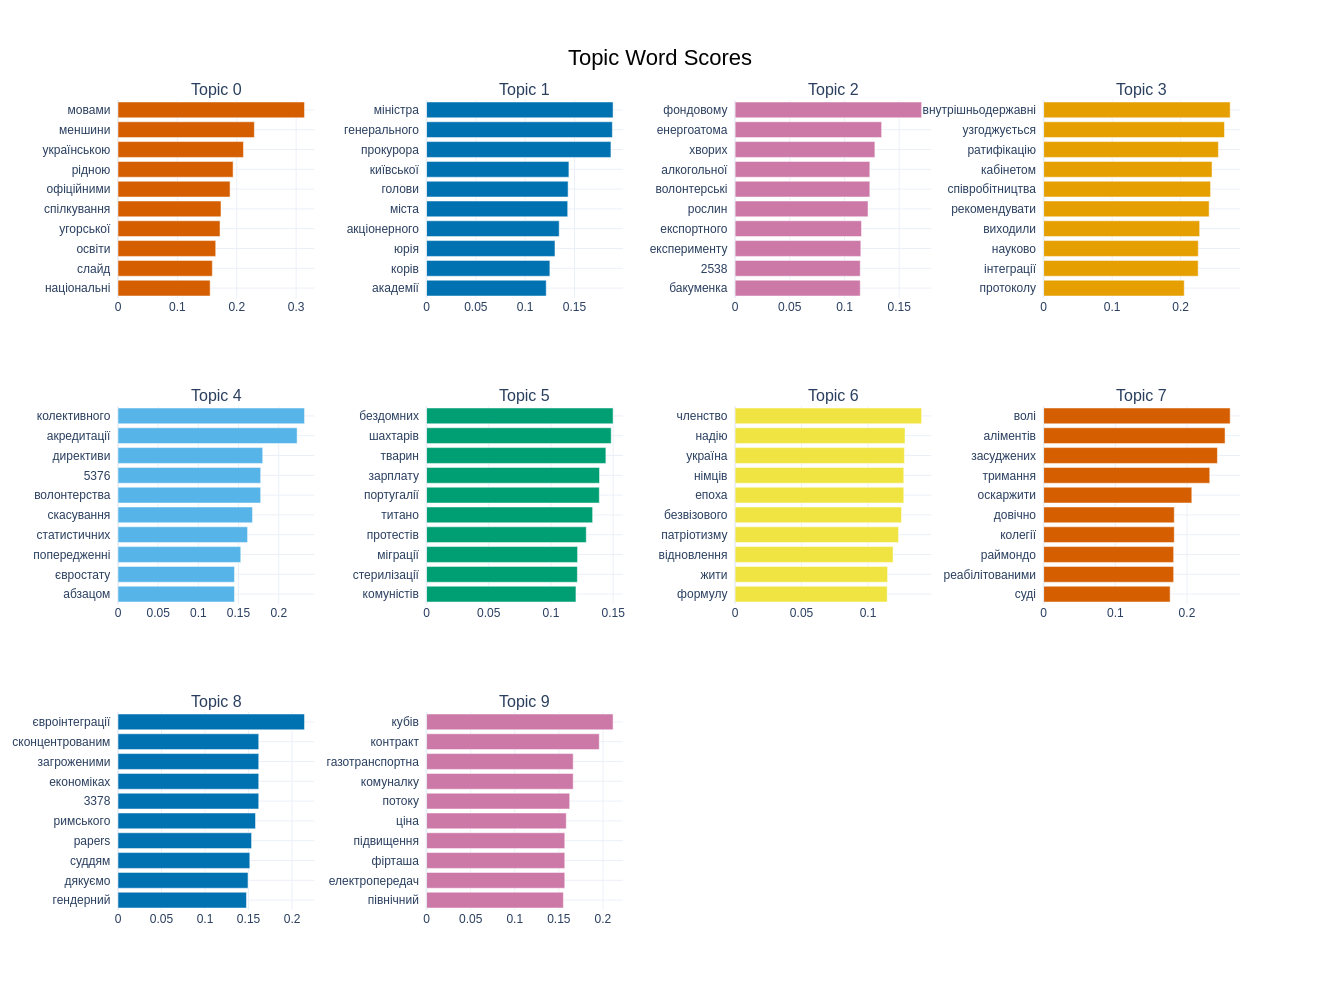 Topic Word Scores
Topic 0
мовами
меншини
українською
рідною
офіційними
спілкування
угорської
освіти
слайд
національні
0 0.1 0.2 0.3
Topic 1
міністра
генерального
прокурора
київської
голови
міста
акціонерного
юрія
корів
академії
0 0.05 0.1 0.15
Topic 2
фондовому
енергоатома
хворих
алкогольної
волонтерські
рослин
експортного
експерименту
2538
бакуменка
0 0.05 0.1 0.15
Topic 3
внутрішньодержавні
узгоджується
ратифікацію
кабінетом
співробітництва
рекомендувати
виходили
науково
інтеграції
протоколу
0 0.1 0.2
Topic 4
колективного
акредитації
директиви
5376
волонтерства
скасування
статистичних
попередженні
євростату
абзацом
0 0.05 0.1 0.15 0.2
Topic 5
бездомних
шахтарів
тварин
зарплату
португалії
титано
протестів
міграції
стерилізації
комуністів
0 0.05 0.1 0.15
Topic 6
членство
надію
україна
німців
епоха
безвізового
патріотизму
відновлення
жити
формулу
0 0.05 0.1
Topic 7
волі
аліментів
засуджених
тримання
оскаржити
довічно
колегії
раймондо
реабілітованими
суді
0 0.1 0.2
Topic 8
євроінтеграції
сконцентрованим
загроженими
економіках
3378
римського
papers
суддям
дякуємо
гендерний
0 0.05 0.1 0.15 0.2
Topic 9
кубів
контракт
газотранспортна
комуналку
потоку
ціна
підвищення
фірташа
електропередач
північний
0 0.05 0.1 0.15 0.2